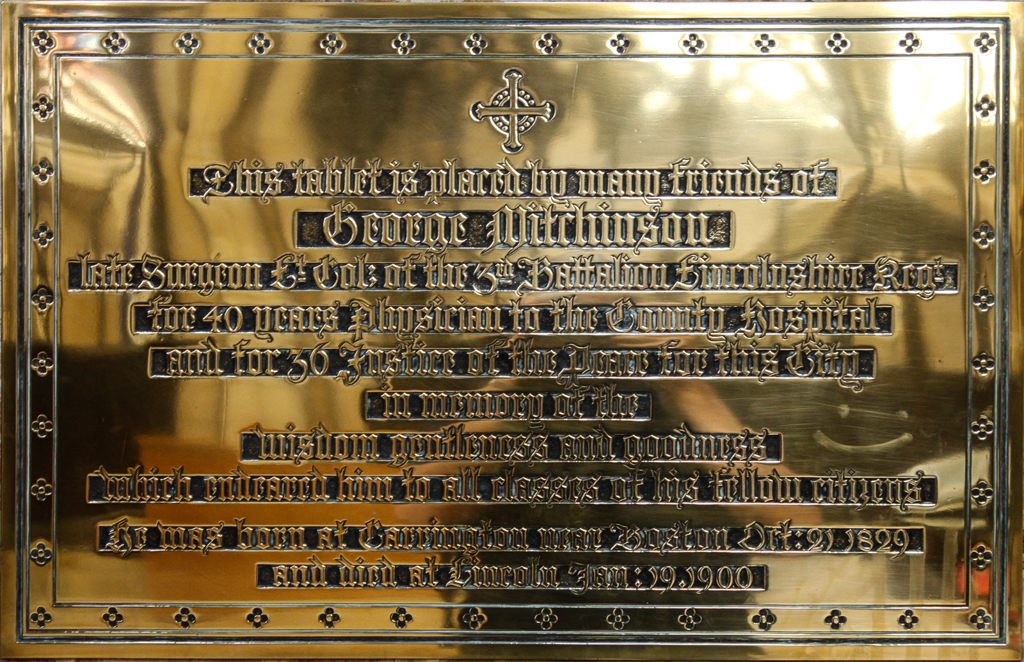 This tablet is placed by many friends of
George Mitchinson
late Surgeon Lt. Col: of the 3rd Battalion Lincolnshire Regt.
for 40 years Physician to the County Hospital
and for 36 Justice of the Peace for this City
in memory of the
wisdom gentleness and goodness
which endeared him to all classes of his fellow citizens
He was born at Carrington near Boston Oct: 21. 1829
and died at Lincoln Jan: 19. 1900